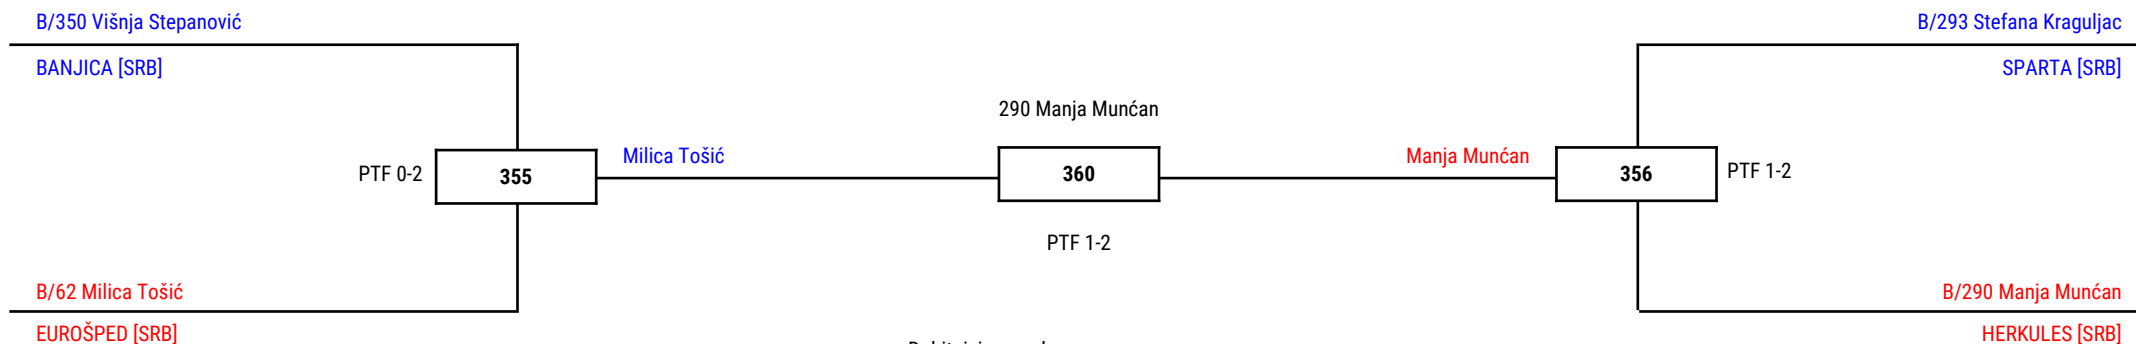 B/350 Višnja Stepanović
B/293 Stefana Kraguljac
BANJICA [SRB]
SPARTA [SRB]
290 Manja Munćan
Milica Tošić
Manja Munćan
PTF 0-2
355
360
356
PTF 1-2
PTF 1-2
B/62 Milica Tošić
B/290 Manja Munćan
EUROŠPED [SRB]
HERKULES [SRB]